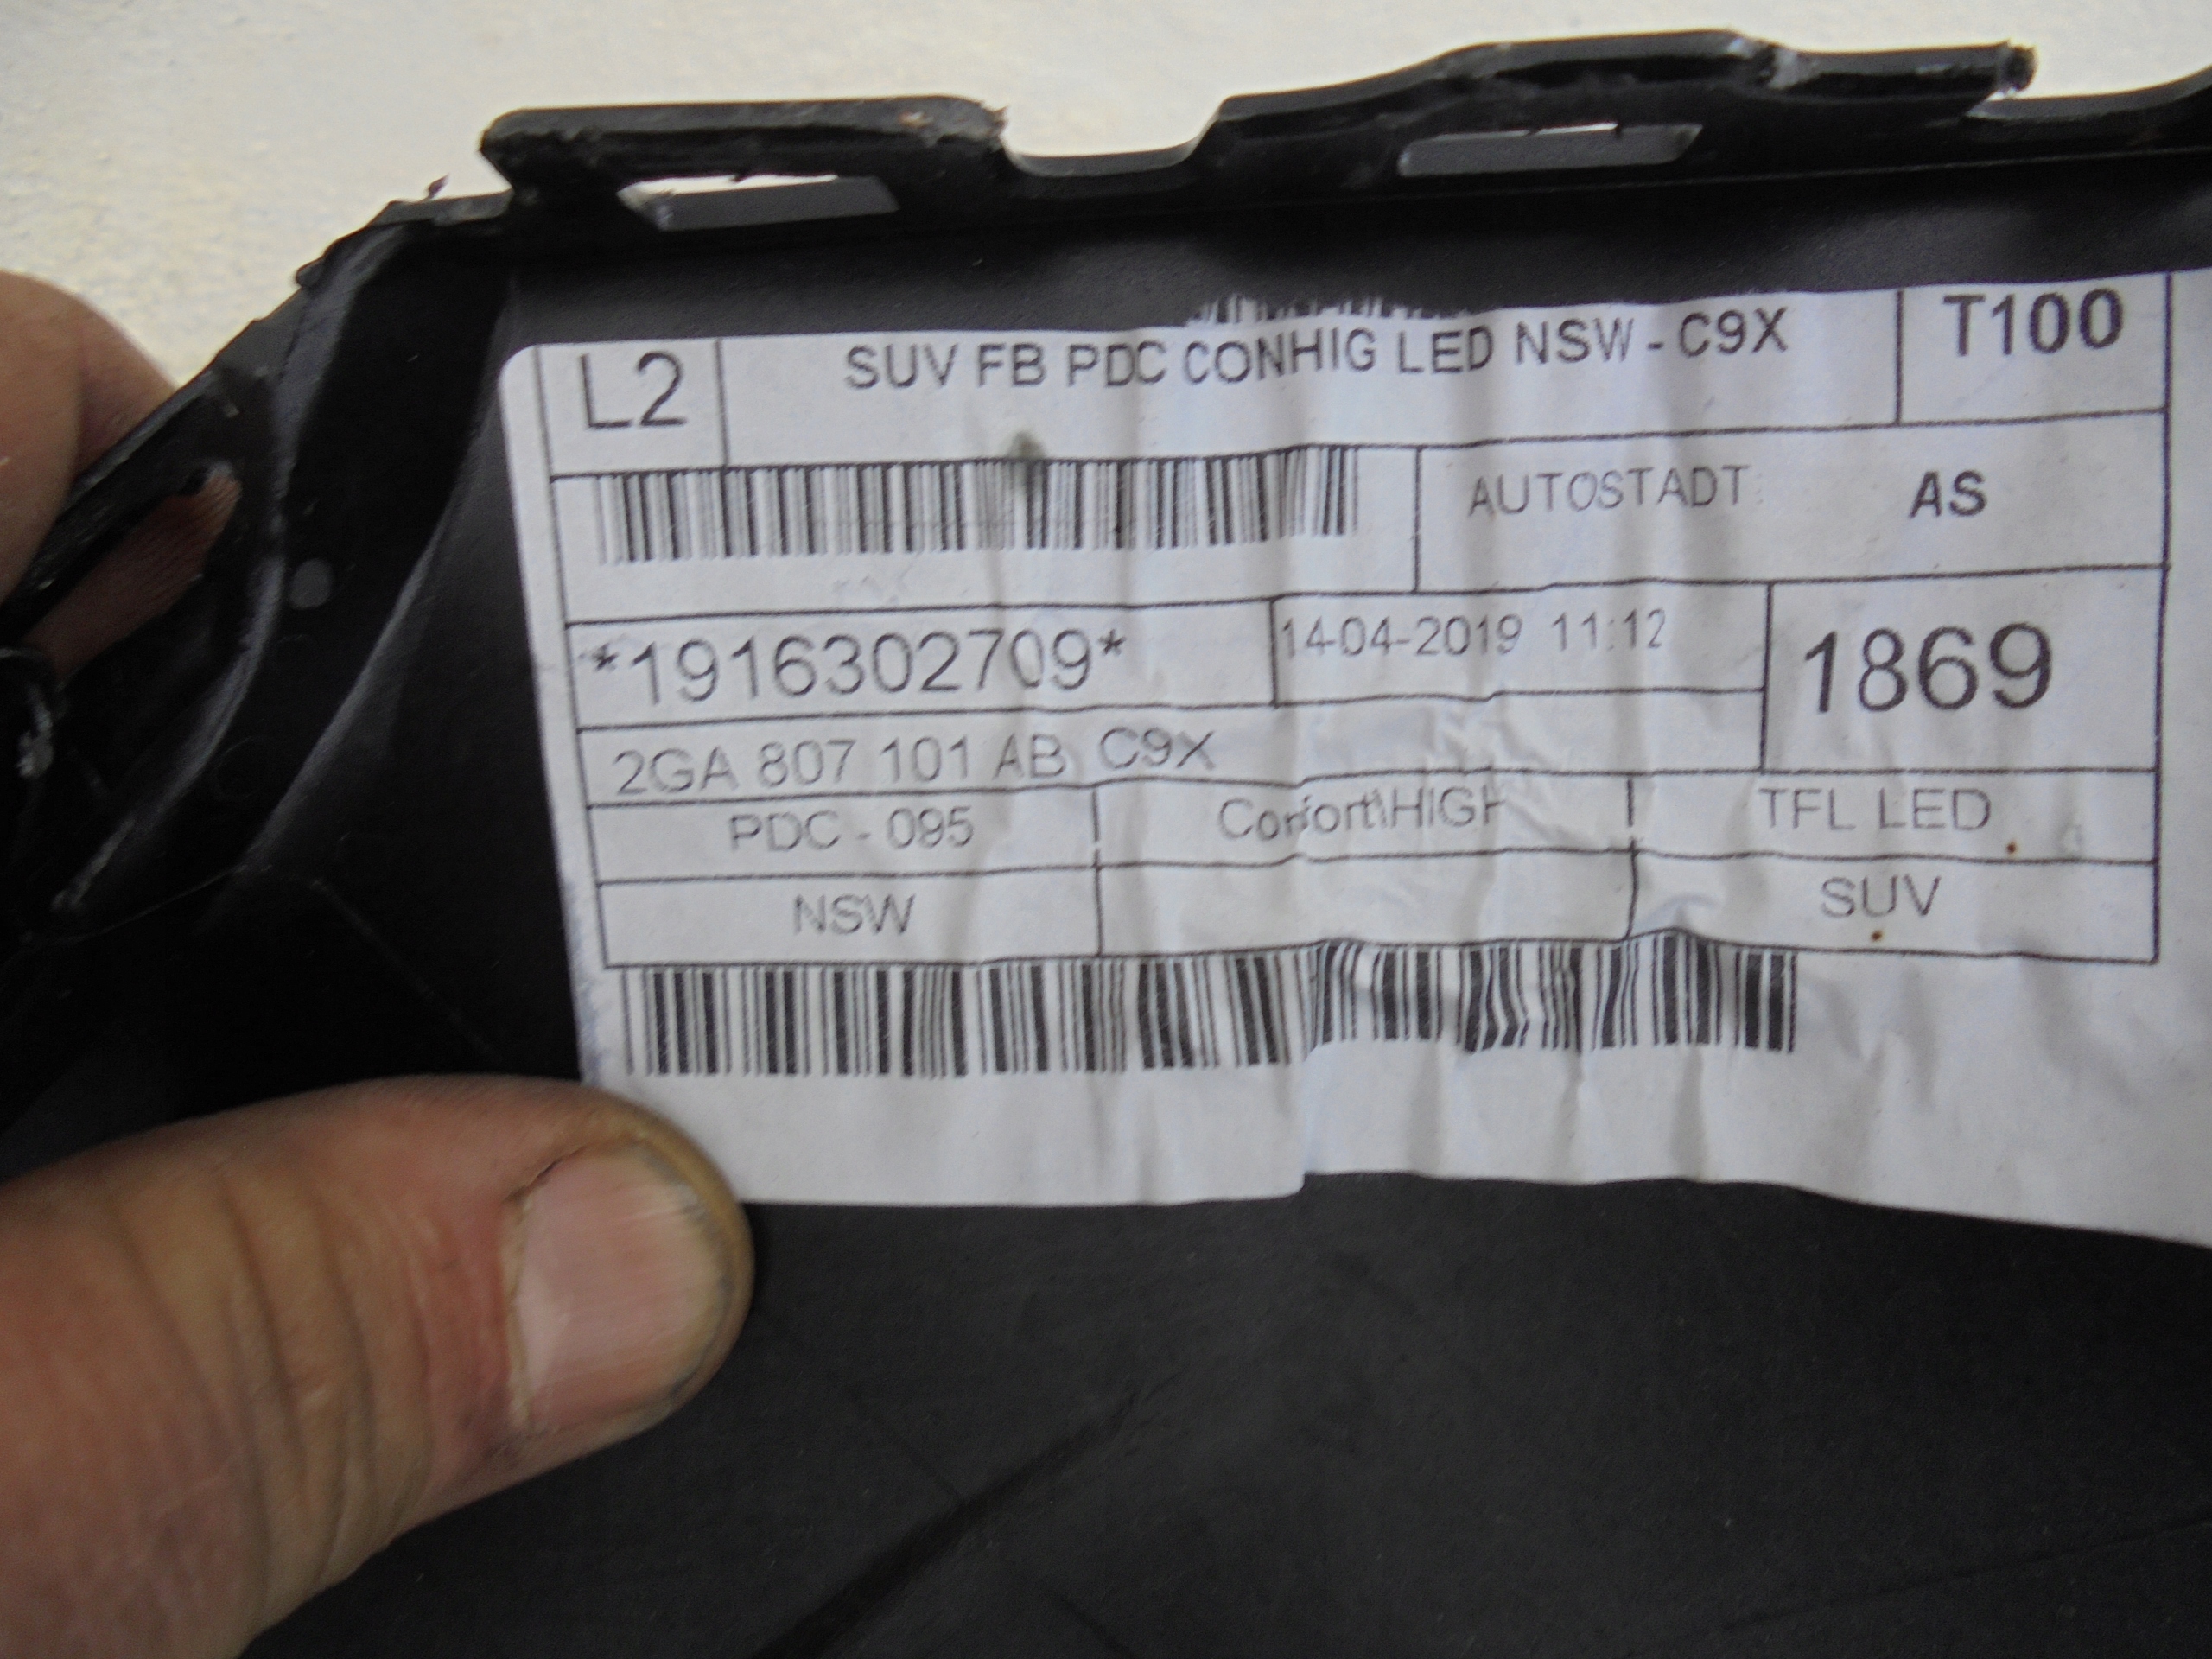 L2 SUV FB PDC CONHIG LED NSW - C9X T100
AUTOSTADT AS
*1916302709* 14-04-2019 11:12 1869
2GA 807 101 AB C9X
PDC - 095 Confort\HIGH TFL LED
NSW SUV